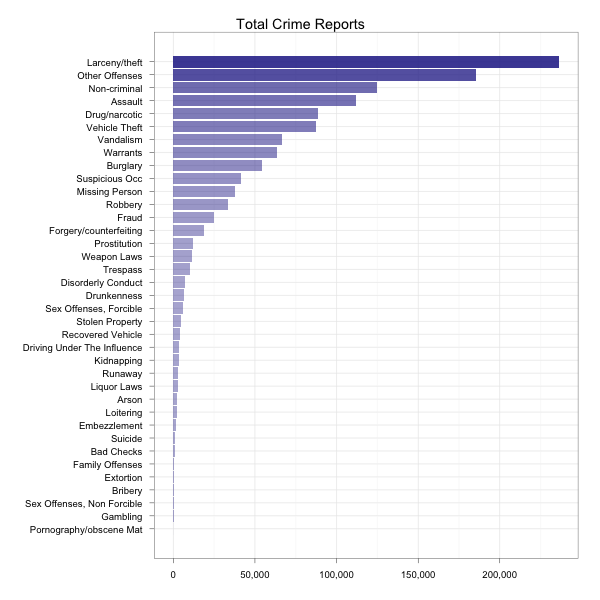 Total Crime Reports
Larceny/theft
Other Offenses
Non-criminal
Assault
Drug/narcotic
Vehicle Theft
Vandalism
Warrants
Burglary
Suspicious Occ
Missing Person
Robbery
Fraud
Forgery/counterfeiting
Prostitution
Weapon Laws
Trespass
Disorderly Conduct
Drunkenness
Sex Offenses, Forcible
Stolen Property
Recovered Vehicle
Driving Under The Influence
Kidnapping
Runaway
Liquor Laws
Arson
Loitering
Embezzlement
Suicide
Bad Checks
Family Offenses
Extortion
Bribery
Sex Offenses, Non Forcible
Gambling
Pornography/obscene Mat
0 50,000 100,000 150,000 200,000